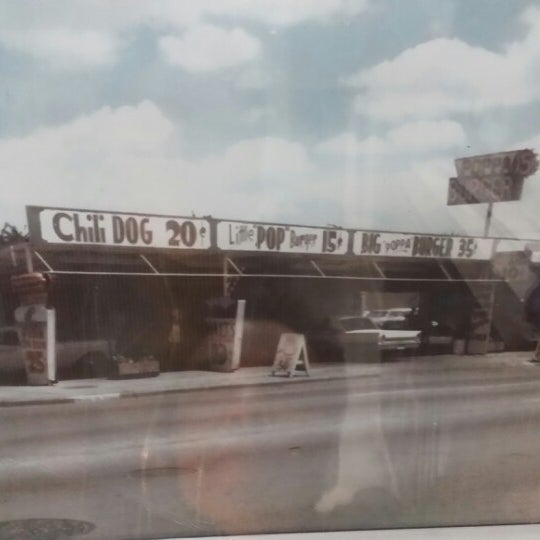 Chili DOG 20¢
Little "POP" Burger 15¢
BIG "POPPA" BURGER 35¢